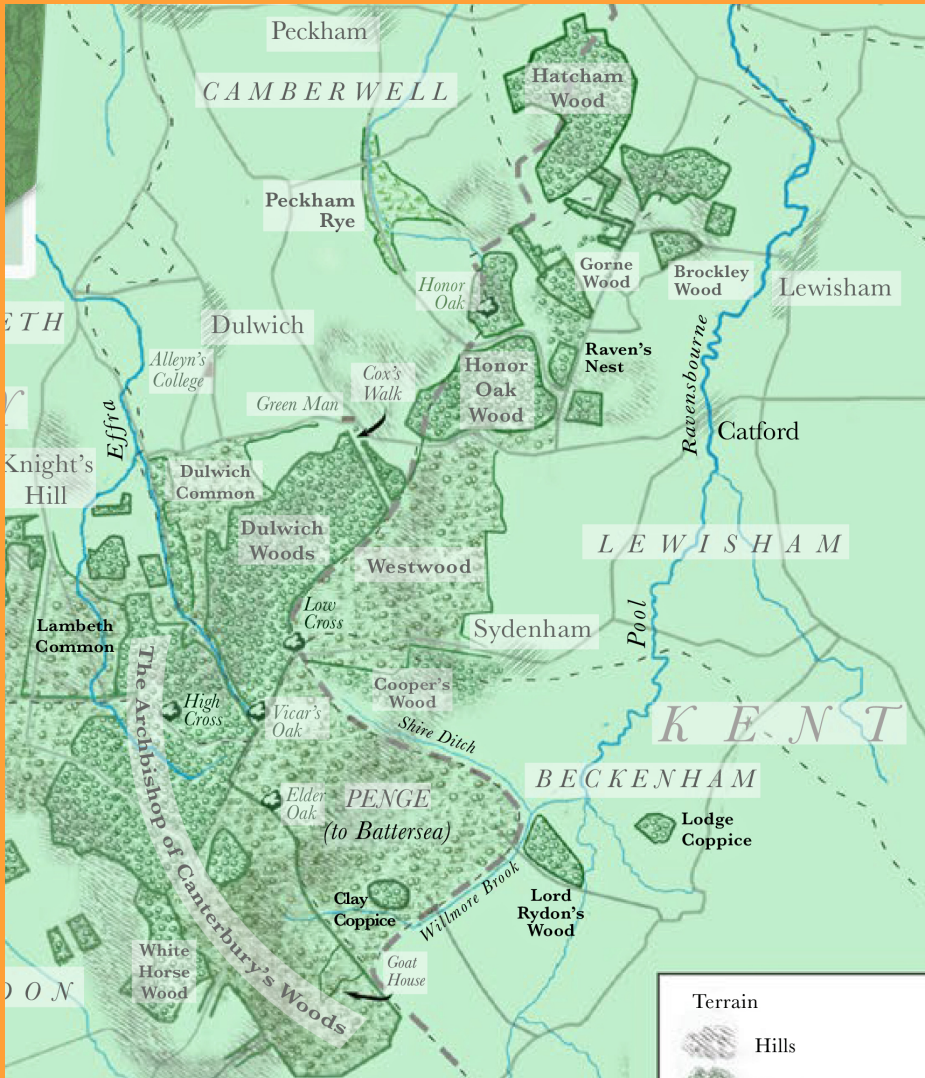 Peckham
CAMBERWELL
Hatcham
Wood
Peckham
Rye
Honor
Oak
Gorne
Wood
Brockley
Wood
Lewisham
ETH
Dulwich
Alleyn's
College
Cox's
Walk
Green Man
Honor
Oak
Wood
Raven's
Nest
Ravensbourne
Catford
Effra
Knight's
Hill
Dulwich
Common
Dulwich
Woods
Westwood
LEWISHAM
Low
Cross
Sydenham
Pool
Lambeth
Common
The Archbishop of Canterbury's Woods
High
Cross
Vicar's
Oak
Cooper's
Wood
Shire Ditch
KENT
BECKENHAM
Elder
Oak
PENGE
(to Battersea)
Lodge
Coppice
Clay
Coppice
Willmore Brook
Lord
Rydon's
Wood
White
Horse
Wood
Goat
House
DON
Terrain
Hills